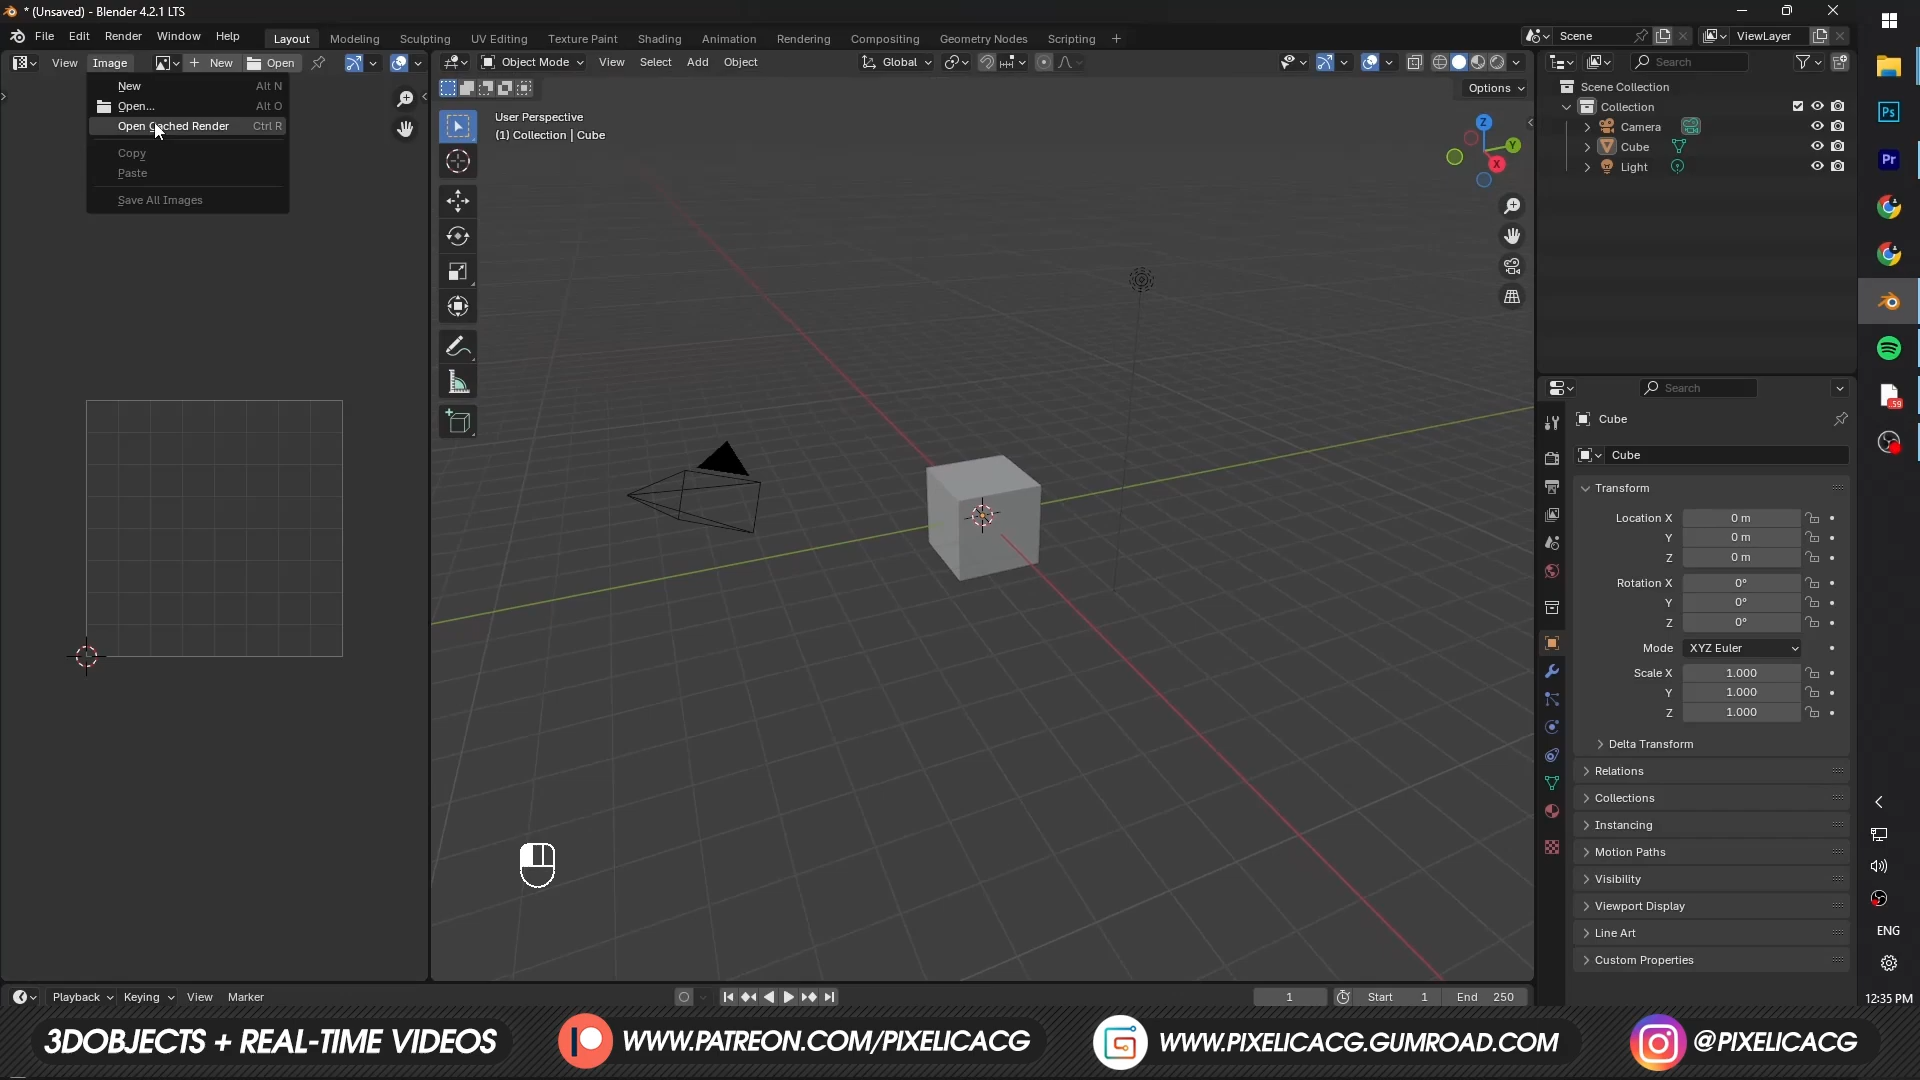 * (Unsaved) - Blender 4.2.1 LTS
File Edit Render Window Help
Layout Modeling Sculpting UV Editing Texture Paint Shading Animation Rendering Compositing Geometry Nodes Scripting +
Scene
ViewLayer
View Image New Open
Object Mode View Select Add Object
Global
Search
New Alt N
Open... Alt O
Open Cached Render Ctrl R
Copy
Paste
Save All Images
Options
User Perspective
(1) Collection | Cube
Z
Y
X
Scene Collection
Collection
Camera
Cube
Light
Ps
Pr
59
Search
Cube
Cube
Transform
Location X 0 m
Y 0 m
Z 0 m
Rotation X 0°
Y 0°
Z 0°
Mode XYZ Euler
Scale X 1.000
Y 1.000
Z 1.000
Delta Transform
Relations
Collections
Instancing
Motion Paths
Visibility
Viewport Display
Line Art
Custom Properties
ENG
12:35 PM
Playback Keying View Marker
1
Start 1 End 250
3DOBJECTS + REAL-TIME VIDEOS
WWW.PATREON.COM/PIXELICACG
WWW.PIXELICACG.GUMROAD.COM
@PIXELICACG